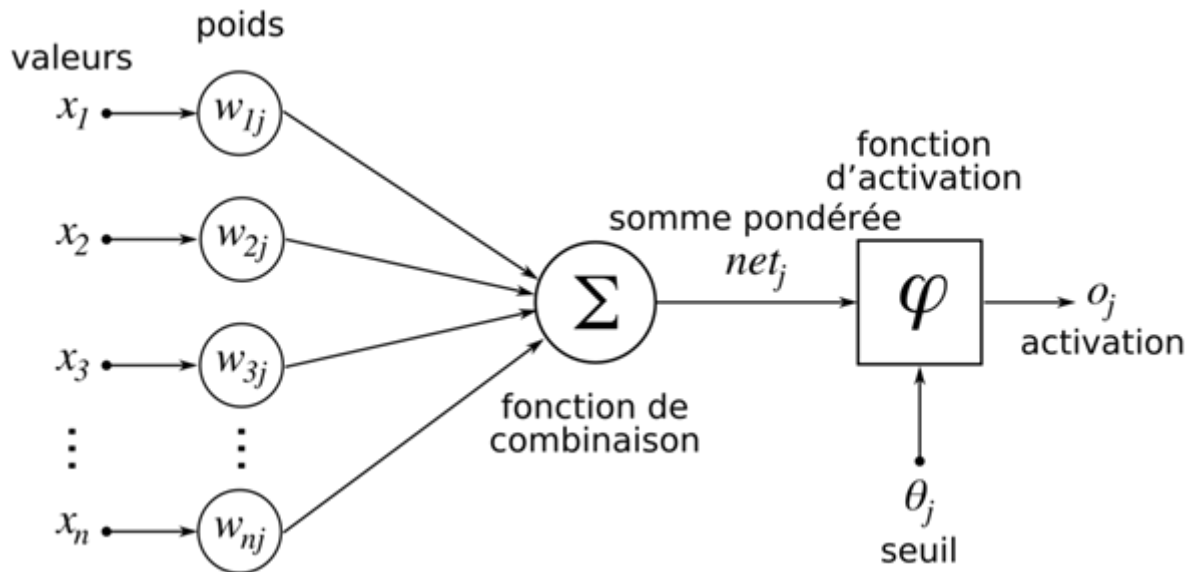 poids
valeurs
x1
w1j
x2
w2j
x3
w3j
xn
wnj
Σ
fonction de
combinaison
somme pondérée
netj
fonction
d'activation
φ
oj
activation
θj
seuil